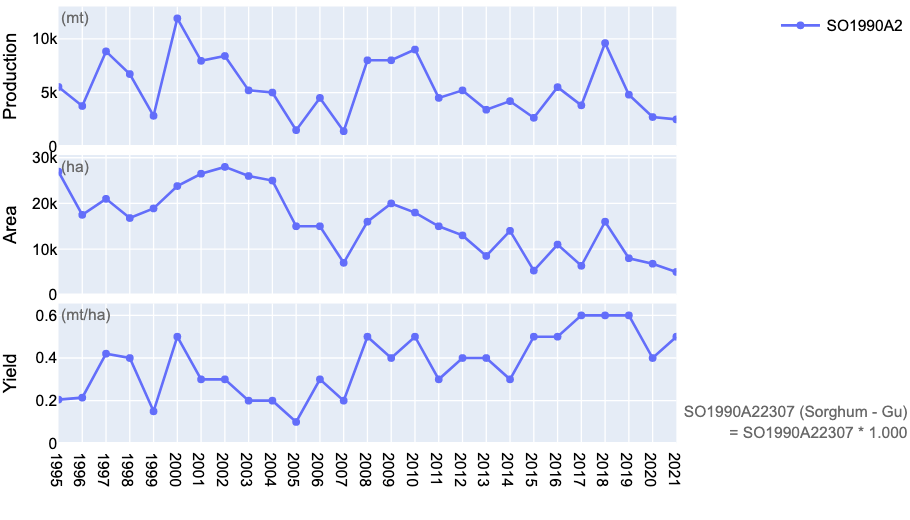 (mt)
SO1990A2
Production
10k
5k
0
(ha)
Area
30k
20k
10k
0
(mt/ha)
Yield
0.6
0.4
0.2
0
SO1990A22307 (Sorghum - Gu)
= SO1990A22307 * 1.000
1995
1996
1997
1998
1999
2000
2001
2002
2003
2004
2005
2006
2007
2008
2009
2010
2011
2012
2013
2014
2015
2016
2017
2018
2019
2020
2021